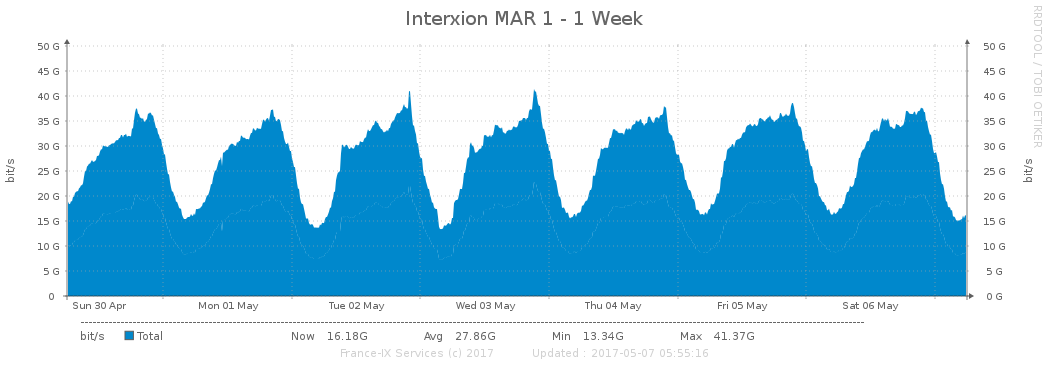 Interxion MAR 1 - 1 Week
RRDTOOL / TOBI OETIKER
50 G 50 G
45 G 45 G
40 G 40 G
35 G 35 G
30 G 30 G
25 G 25 G
20 G 20 G
15 G 15 G
10 G 10 G
5 G 5 G
0 0 G
bit/s
bit/s
Sun 30 Apr Mon 01 May Tue 02 May Wed 03 May Thu 04 May Fri 05 May Sat 06 May
bit/s Total Now 16.18G Avg 27.86G Min 13.34G Max 41.37G
France-IX Services (c) 2017 Updated : 2017-05-07 05:55:16